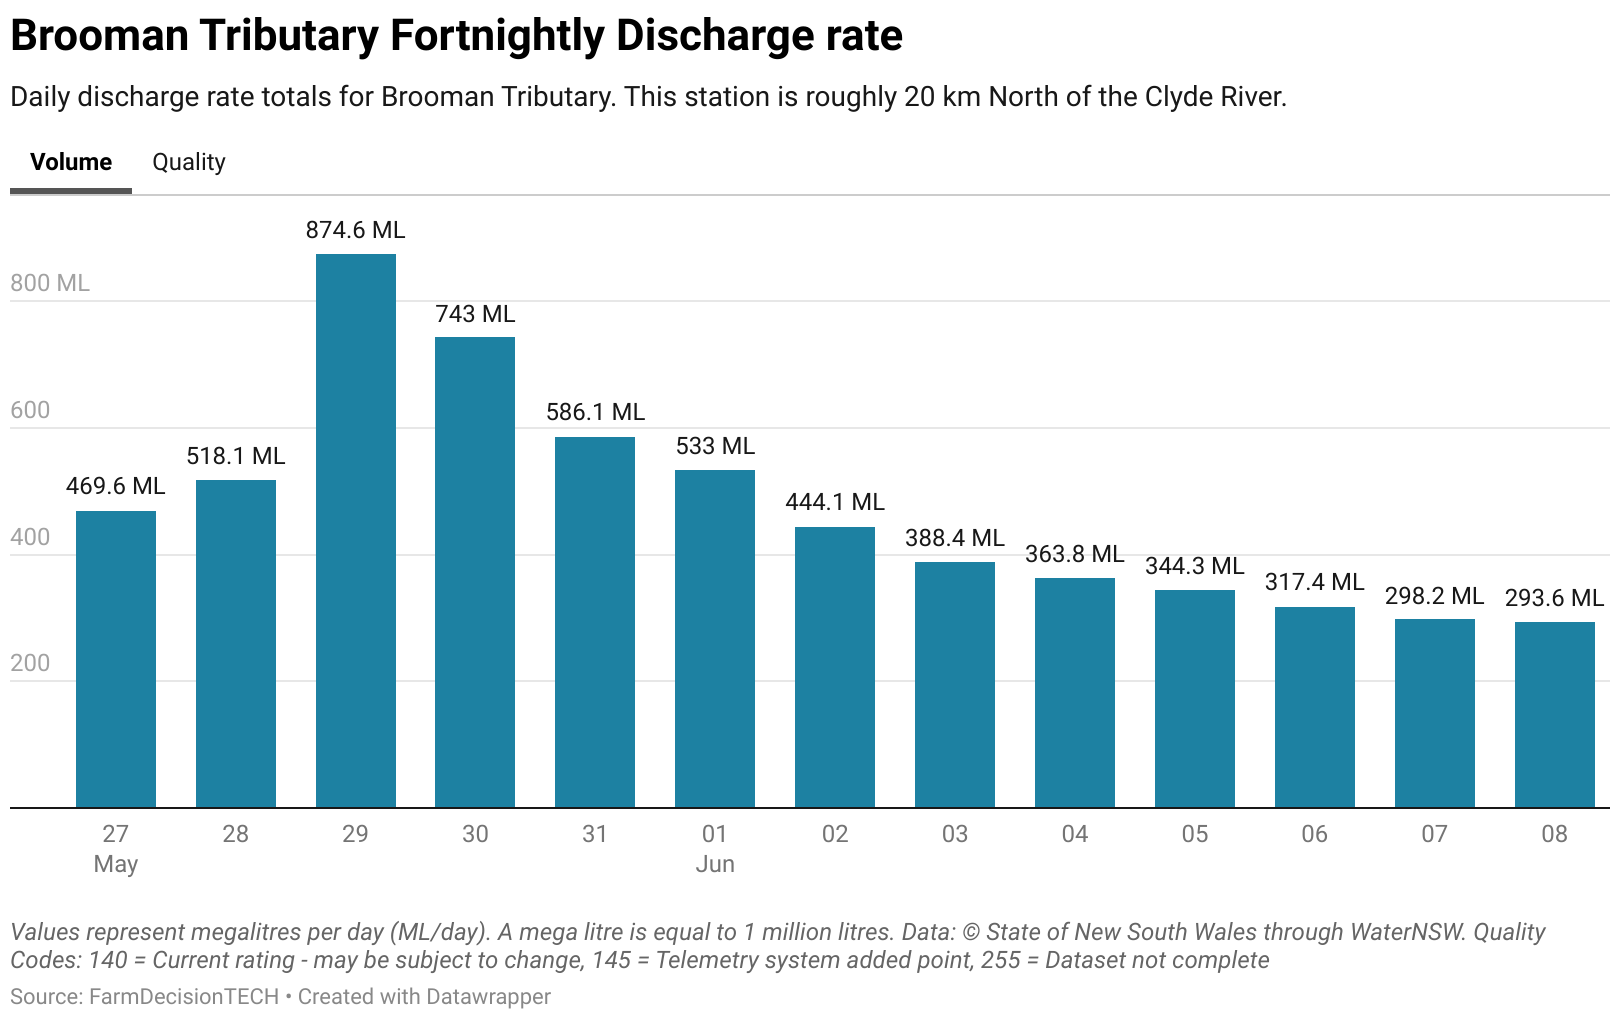 Brooman Tributary Fortnightly Discharge rate
Daily discharge rate totals for Brooman Tributary. This station is roughly 20 km North of the Clyde River.
Volume Quality
874.6 ML
800 ML
743 ML
600
586.1 ML
533 ML
518.1 ML
469.6 ML
444.1 ML
400
388.4 ML
363.8 ML
344.3 ML
317.4 ML
298.2 ML
293.6 ML
200
27 28 29 30 31 01 02 03 04 05 06 07 08
May Jun
Values represent megalitres per day (ML/day). A mega litre is equal to 1 million litres. Data: © State of New South Wales through WaterNSW. Quality
Codes: 140 = Current rating - may be subject to change, 145 = Telemetry system added point, 255 = Dataset not complete
Source: FarmDecisionTECH • Created with Datawrapper